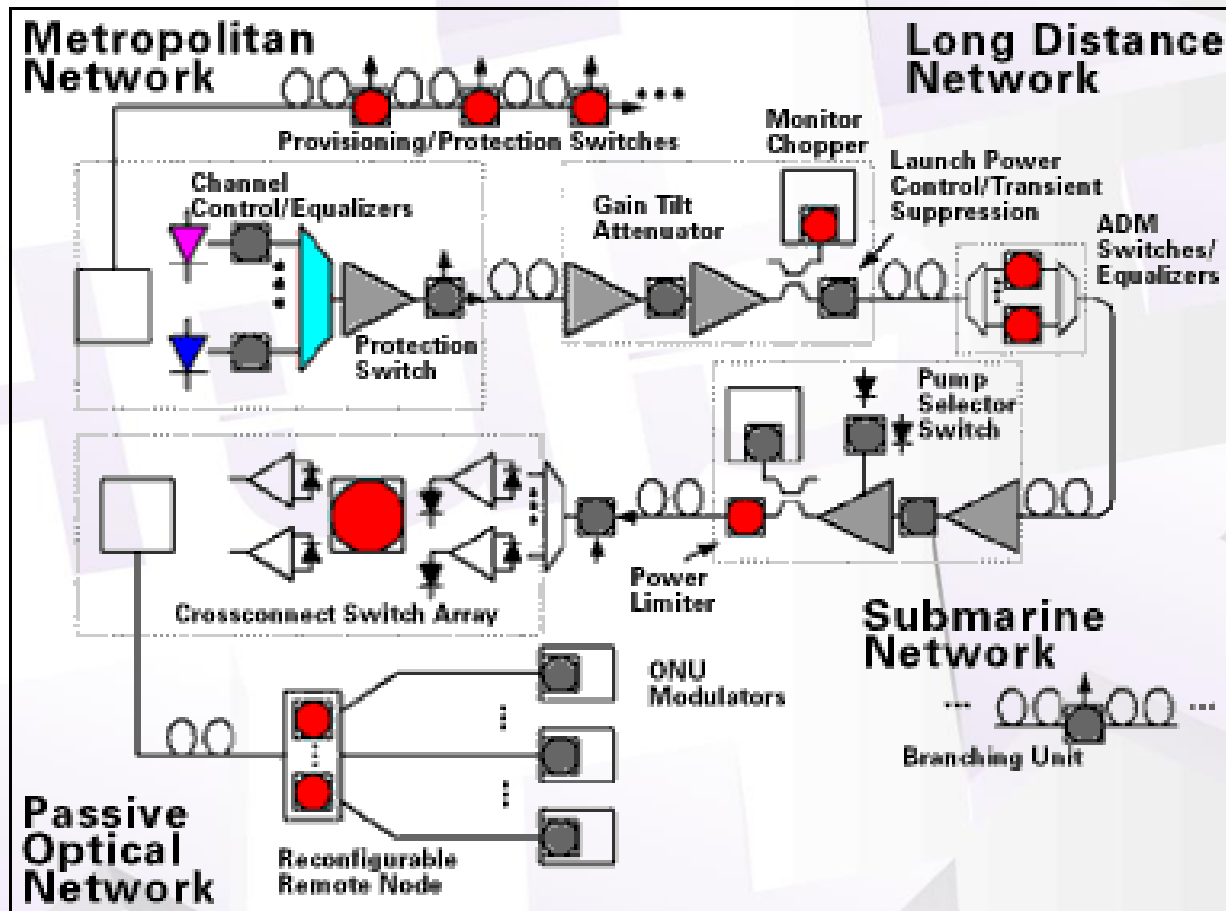 Metropolitan
Network
Long Distance
Network
Provisioning/Protection Switches
Monitor
Chopper
Launch Power
Control/Transient
Suppression
Channel
Control/Equalizers
Gain Tilt
Attenuator
ADM
Switches/
Equalizers
Protection
Switch
Pump
Selector
Switch
Power
Limiter
Crossconnect Switch Array
Submarine
Network
Branching Unit
ONU
Modulators
Passive
Optical
Network
Reconfigurable
Remote Node